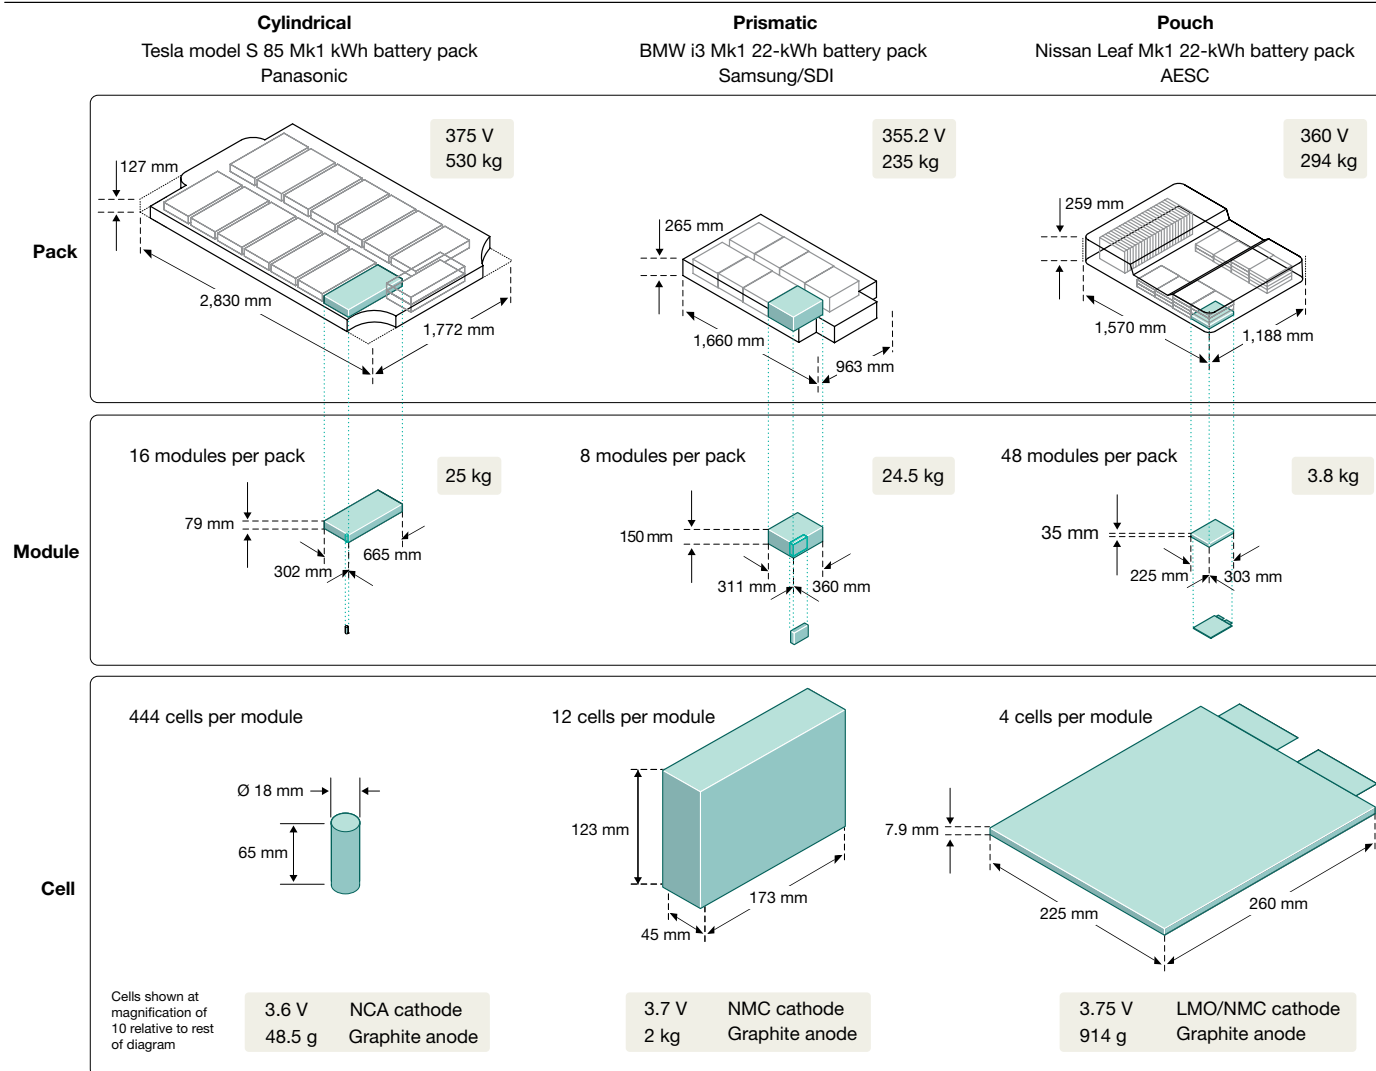 Cylindrical
Tesla model S 85 Mk1 kWh battery pack
Panasonic
Prismatic
BMW i3 Mk1 22-kWh battery pack
Samsung/SDI
Pouch
Nissan Leaf Mk1 22-kWh battery pack
AESC
Pack
375 V
530 kg
127 mm
2,830 mm
1,772 mm
355.2 V
235 kg
265 mm
1,660 mm
963 mm
360 V
294 kg
259 mm
1,570 mm
1,188 mm
Module
16 modules per pack
25 kg
79 mm
302 mm
665 mm
8 modules per pack
24.5 kg
150 mm
311 mm
360 mm
48 modules per pack
3.8 kg
35 mm
225 mm
303 mm
Cell
444 cells per module
Ø 18 mm
65 mm
12 cells per module
123 mm
45 mm
173 mm
4 cells per module
7.9 mm
225 mm
260 mm
Cells shown at
magnification of
10 relative to rest
of diagram
3.6 V NCA cathode
48.5 g Graphite anode
3.7 V NMC cathode
2 kg Graphite anode
3.75 V LMO/NMC cathode
914 g Graphite anode